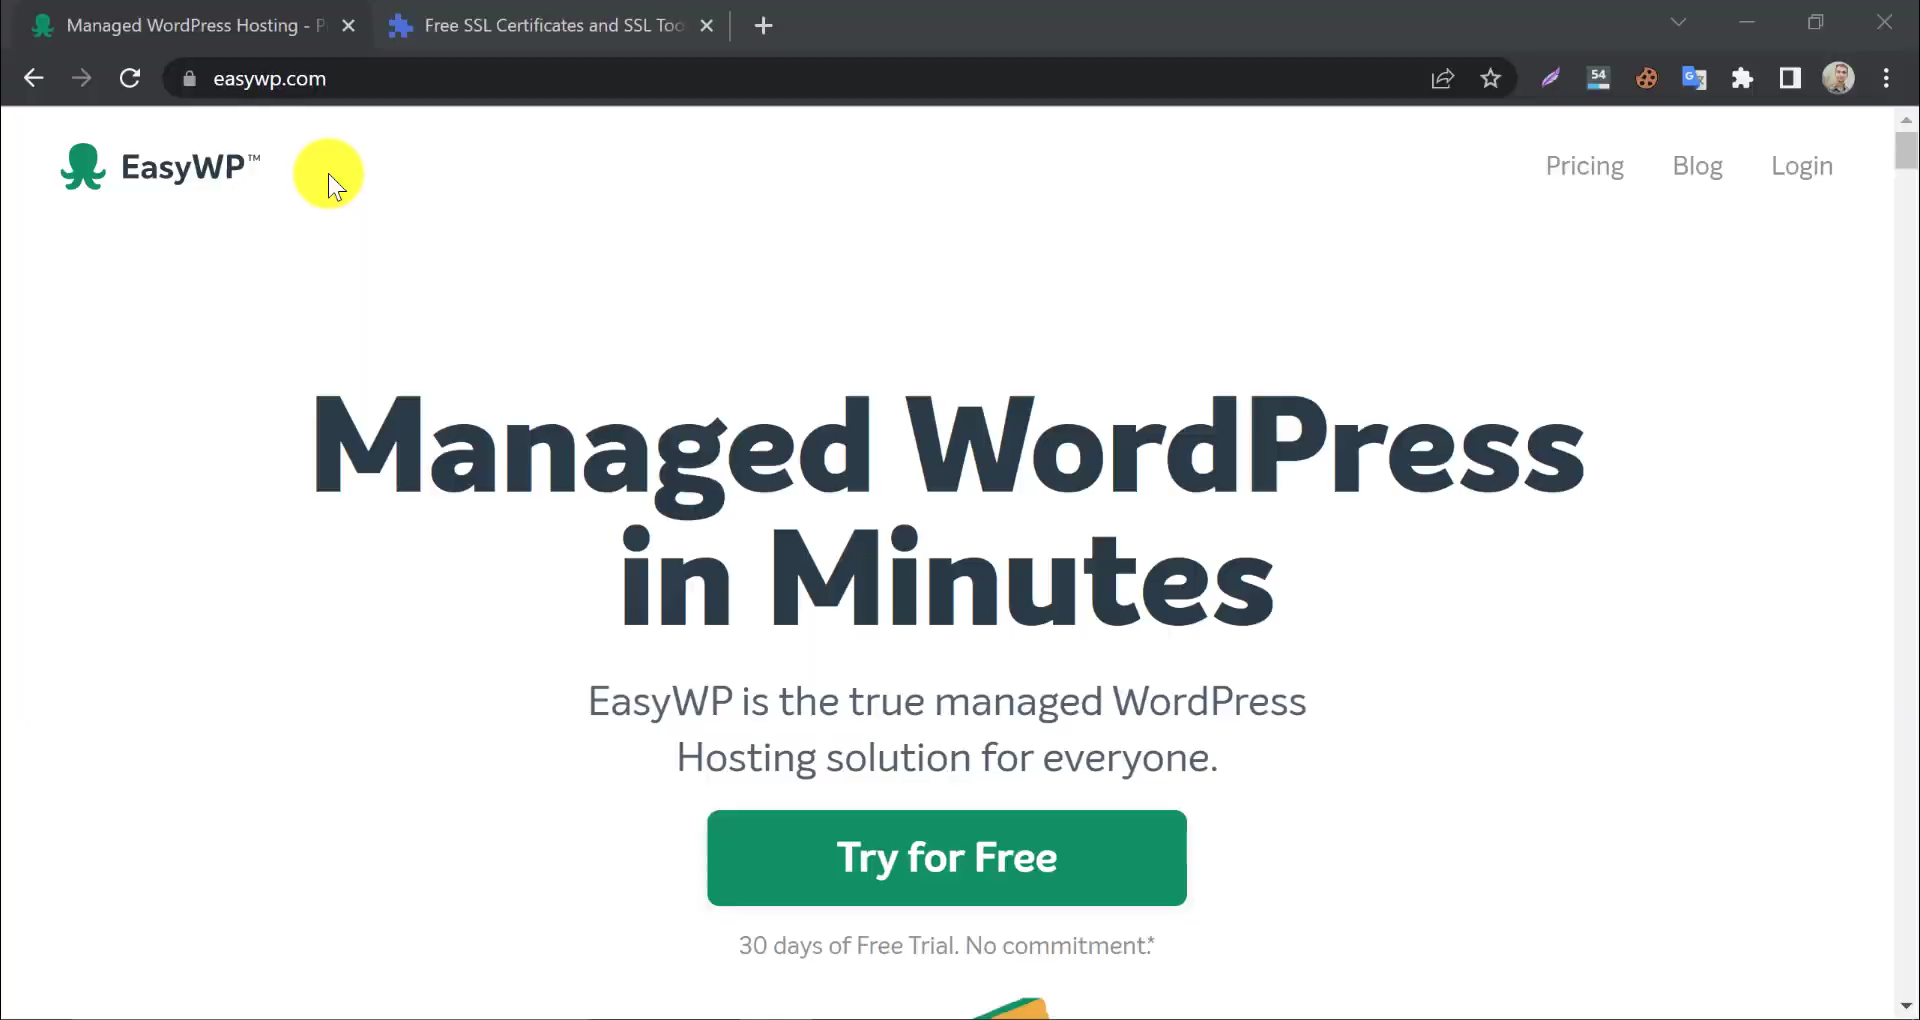 Managed WordPress Hosting - P
Free SSL Certificates and SSL Too
easywp.com
54
EasyWP™
Pricing
Blog
Login
Managed WordPress
in Minutes
EasyWP is the true managed WordPress
Hosting solution for everyone.
Try for Free
30 days of Free Trial. No commitment.*